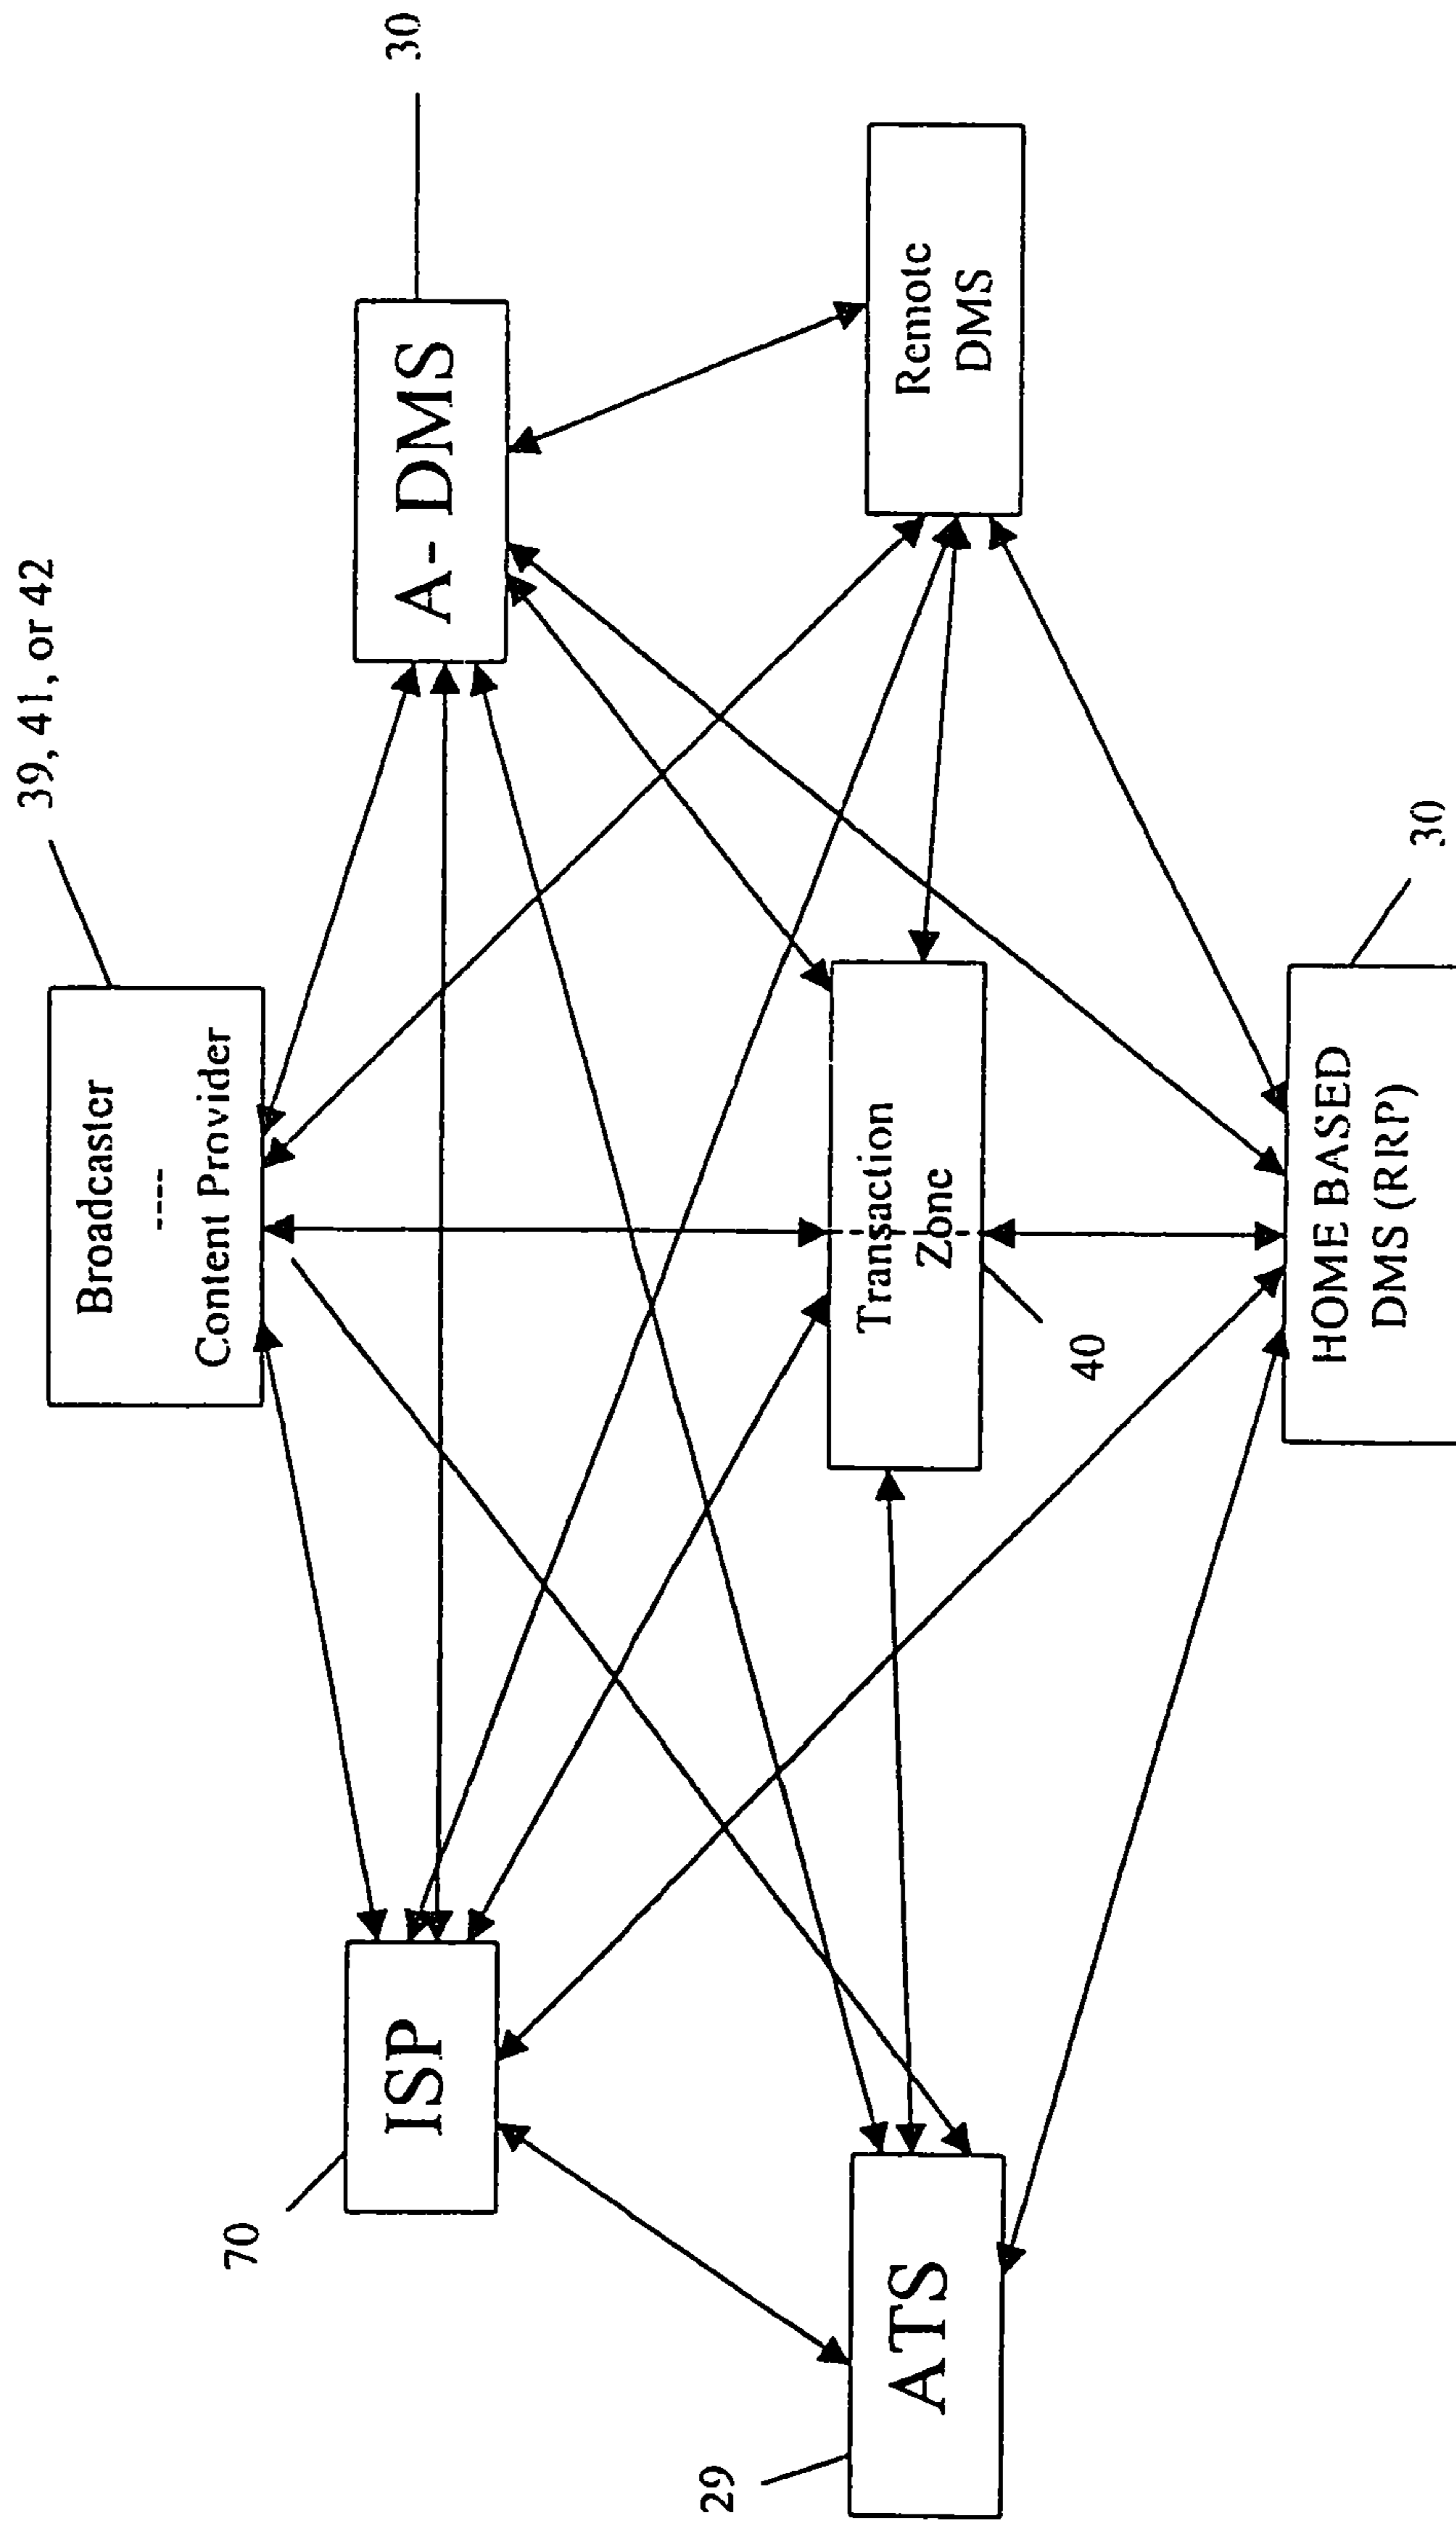 39, 41, or 42
Broadcaster
----
Content Provider
70
ISP
A- DMS
30
29
ATS
Transaction
Zone
40
Remote
DMS
HOME BASED
DMS (RRP)
30